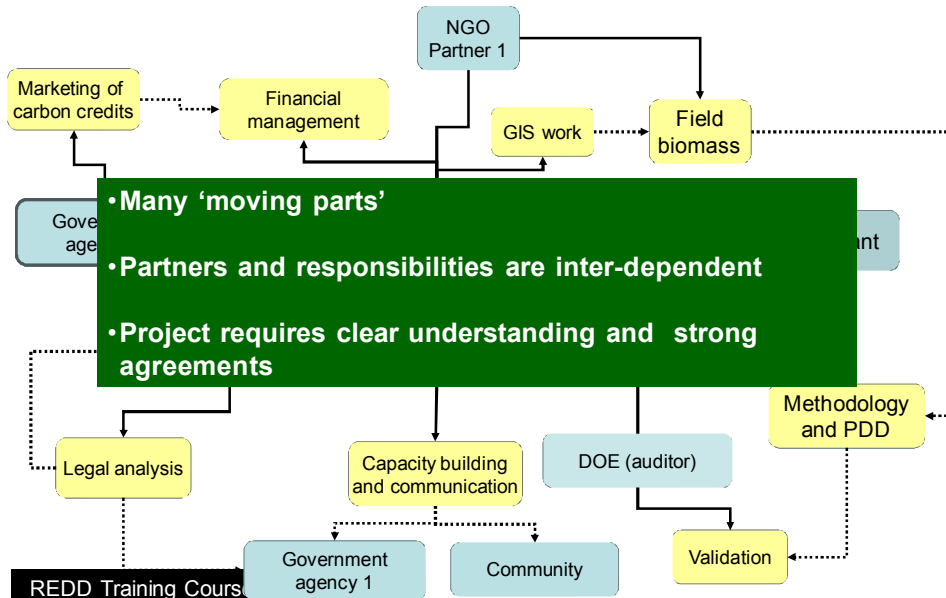 NGO
Partner 1
Marketing of
carbon credits
Financial
management
GIS work
Field
biomass
• Many ‘moving parts’
• Partners and responsibilities are inter-dependent
• Project requires clear understanding and strong
agreements
Methodology
and PDD
Legal analysis
Capacity building
and communication
DOE (auditor)
Government
agency 1
Community
Validation
REDD Training